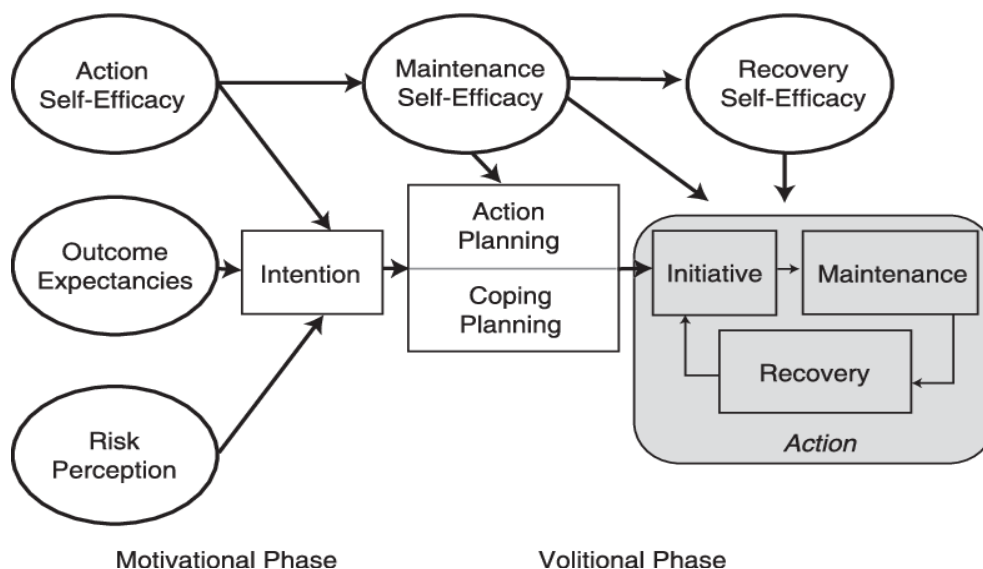 Action
Self-Efficacy
Maintenance
Self-Efficacy
Recovery
Self-Efficacy
Outcome
Expectancies
Intention
Action
Planning
Coping
Planning
Initiative
Maintenance
Recovery
Action
Risk
Perception
Motivational Phase
Volitional Phase